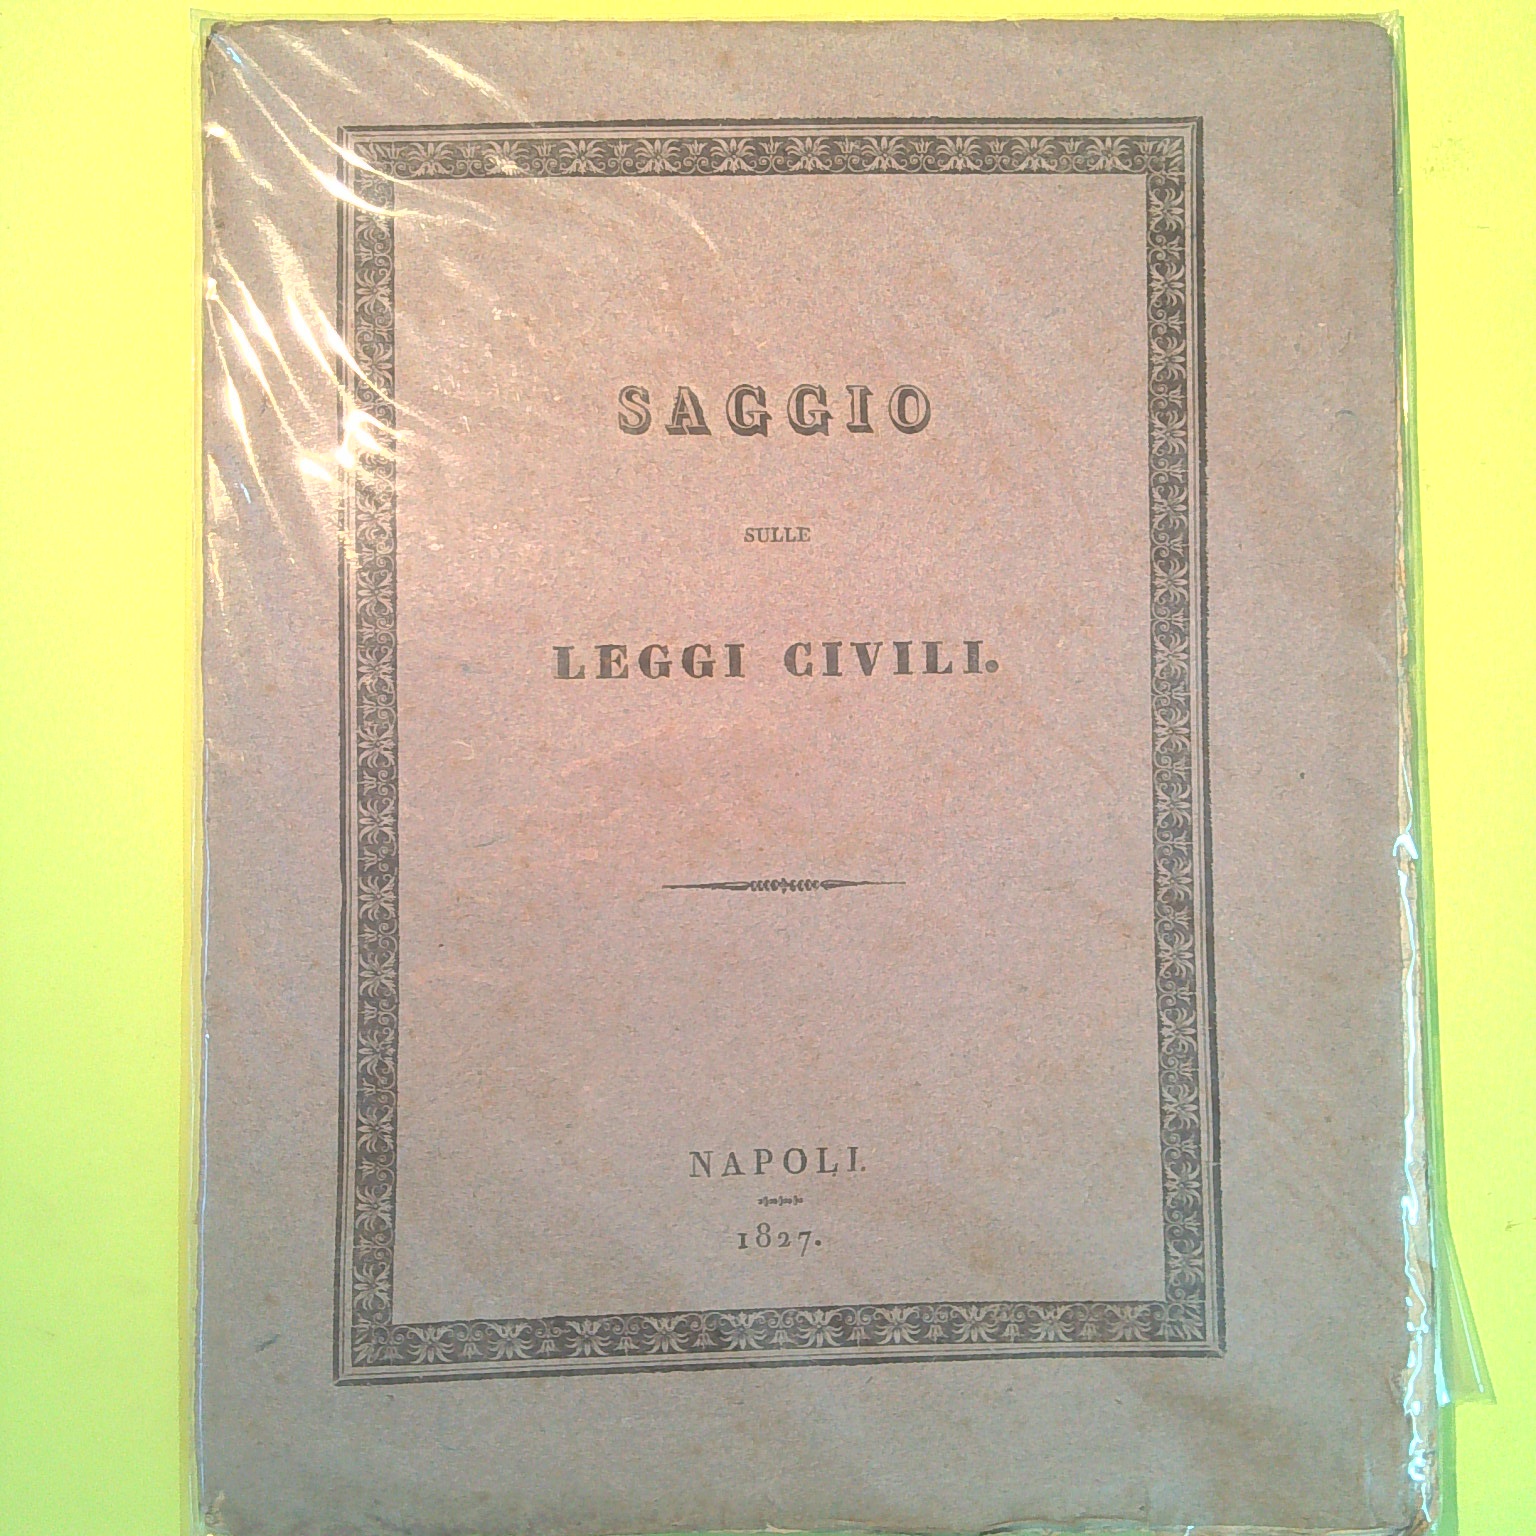 SAGGIO
SULLE
LEGGI CIVILI.
NAPOLI.
1827.